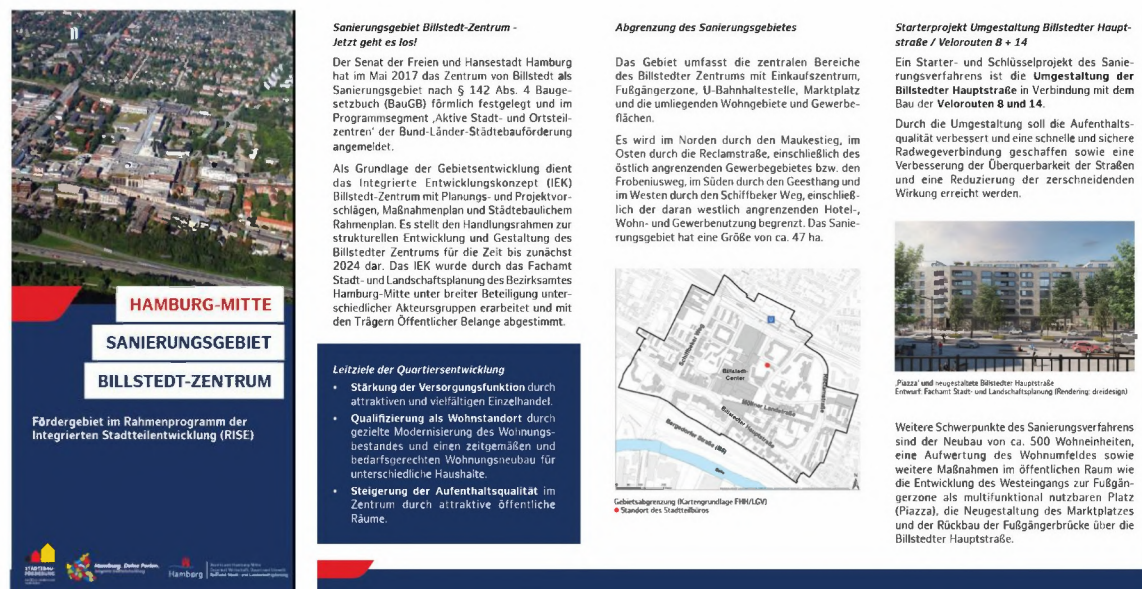 HAMBURG-MITTE
SANIERUNGSGEBIET
BILLSTEDT-ZENTRUM
Fördergebiet im Rahmenprogramm der
Integrierten Stadtteilentwicklung (RISE)
STÄDTEBAU-
FÖRDERUNG
Hamburg. Deine Perlen.
Hamburg
Sanierungsgebiet Billstedt-Zentrum -
Jetzt geht es los!
Der Senat der Freien und Hansestadt Hamburg
hat im Mai 2017 das Zentrum von Billstedt als
Sanierungsgebiet nach § 142 Abs. 4 Bauge-
setzbuch (BauGB) förmlich festgelegt und im
Programmsegment ‚Aktive Stadt- und Ortsteil-
zentren' der Bund-Länder-Städtebauförderung
angemeldet.
Als Grundlage der Gebietsentwicklung dient
das Integrierte Entwicklungskonzept (IEK)
Billstedt-Zentrum mit Planungs- und Projektvor-
schlägen, Maßnahmenplan und Städtebaulichem
Rahmenplan. Es stellt den Handlungsrahmen zur
strukturellen Entwicklung und Gestaltung des
Billstedter Zentrums für die Zeit bis zunächst
2024 dar. Das IEK wurde durch das Fachamt
Stadt- und Landschaftsplanung des Bezirksamtes
Hamburg-Mitte unter breiter Beteiligung unter-
schiedlicher Akteursgruppen erarbeitet und mit
den Trägern Öffentlicher Belange abgestimmt.
Leitziele der Quartiersentwicklung
• Stärkung der Versorgungsfunktion durch
attraktiven und vielfältigen Einzelhandel.
• Qualifizierung als Wohnstandort durch
gezielte Modernisierung des Wohnungs-
bestandes und einen zeitgemäßen und
bedarfsgerechten Wohnungsneubau für
unterschiedliche Haushalte.
• Steigerung der Aufenthaltsqualität im
Zentrum durch attraktive öffentliche
Räume.
Abgrenzung des Sanierungsgebietes
Das Gebiet umfasst die zentralen Bereiche
des Billstedter Zentrums mit Einkaufszentrum,
Fußgängerzone, U-Bahnhaltestelle, Marktplatz
und die umliegenden Wohngebiete und Gewerbe-
flächen.
Es wird im Norden durch den Maukestieg, im
Osten durch die Reclamstraße, einschließlich des
östlich angrenzenden Gewerbegebietes bzw. den
Frobeniusweg, im Süden durch den Geesthang und
im Westen durch den Schiffbeker Weg, einschließ-
lich der daran westlich angrenzenden Hotel-,
Wohn- und Gewerbenutzung begrenzt. Das Sanie-
rungsgebiet hat eine Größe von ca. 47 ha.
Schiffbeker Weg
Billstedt-
Center
Möllner Landstraße
Billstedter Hauptstraße
Bergedorfer Straße (B5)
Reclamstraße
Bille
Gebietsabgrenzung (Kartengrundlage FHH/LGV)
Standort des Stadtteilbüros
Starterprojekt Umgestaltung Billstedter Haupt-
straße / Velorouten 8 + 14
Ein Starter- und Schlüsselprojekt des Sanie-
rungsverfahrens ist die Umgestaltung der
Billstedter Hauptstraße in Verbindung mit dem
Bau der Velorouten 8 und 14.
Durch die Umgestaltung soll die Aufenthalts-
qualität verbessert und eine schnelle und sichere
Radwegeverbindung geschaffen sowie eine
Verbesserung der Überquerbarkeit der Straßen
und eine Reduzierung der zerschneidenden
Wirkung erreicht werden.
‚Piazza' und neugestaltete Billstedter Hauptstraße
Entwurf: Fachamt Stadt- und Landschaftsplanung (Rendering: dreidesign)
Weitere Schwerpunkte des Sanierungsverfahrens
sind der Neubau von ca. 500 Wohneinheiten,
eine Aufwertung des Wohnumfeldes sowie
weitere Maßnahmen im öffentlichen Raum wie
die Entwicklung des Westeingangs zur Fußgän-
gerzone als multifunktional nutzbaren Platz
(Piazza), die Neugestaltung des Marktplatzes
und der Rückbau der Fußgängerbrücke über die
Billstedter Hauptstraße.